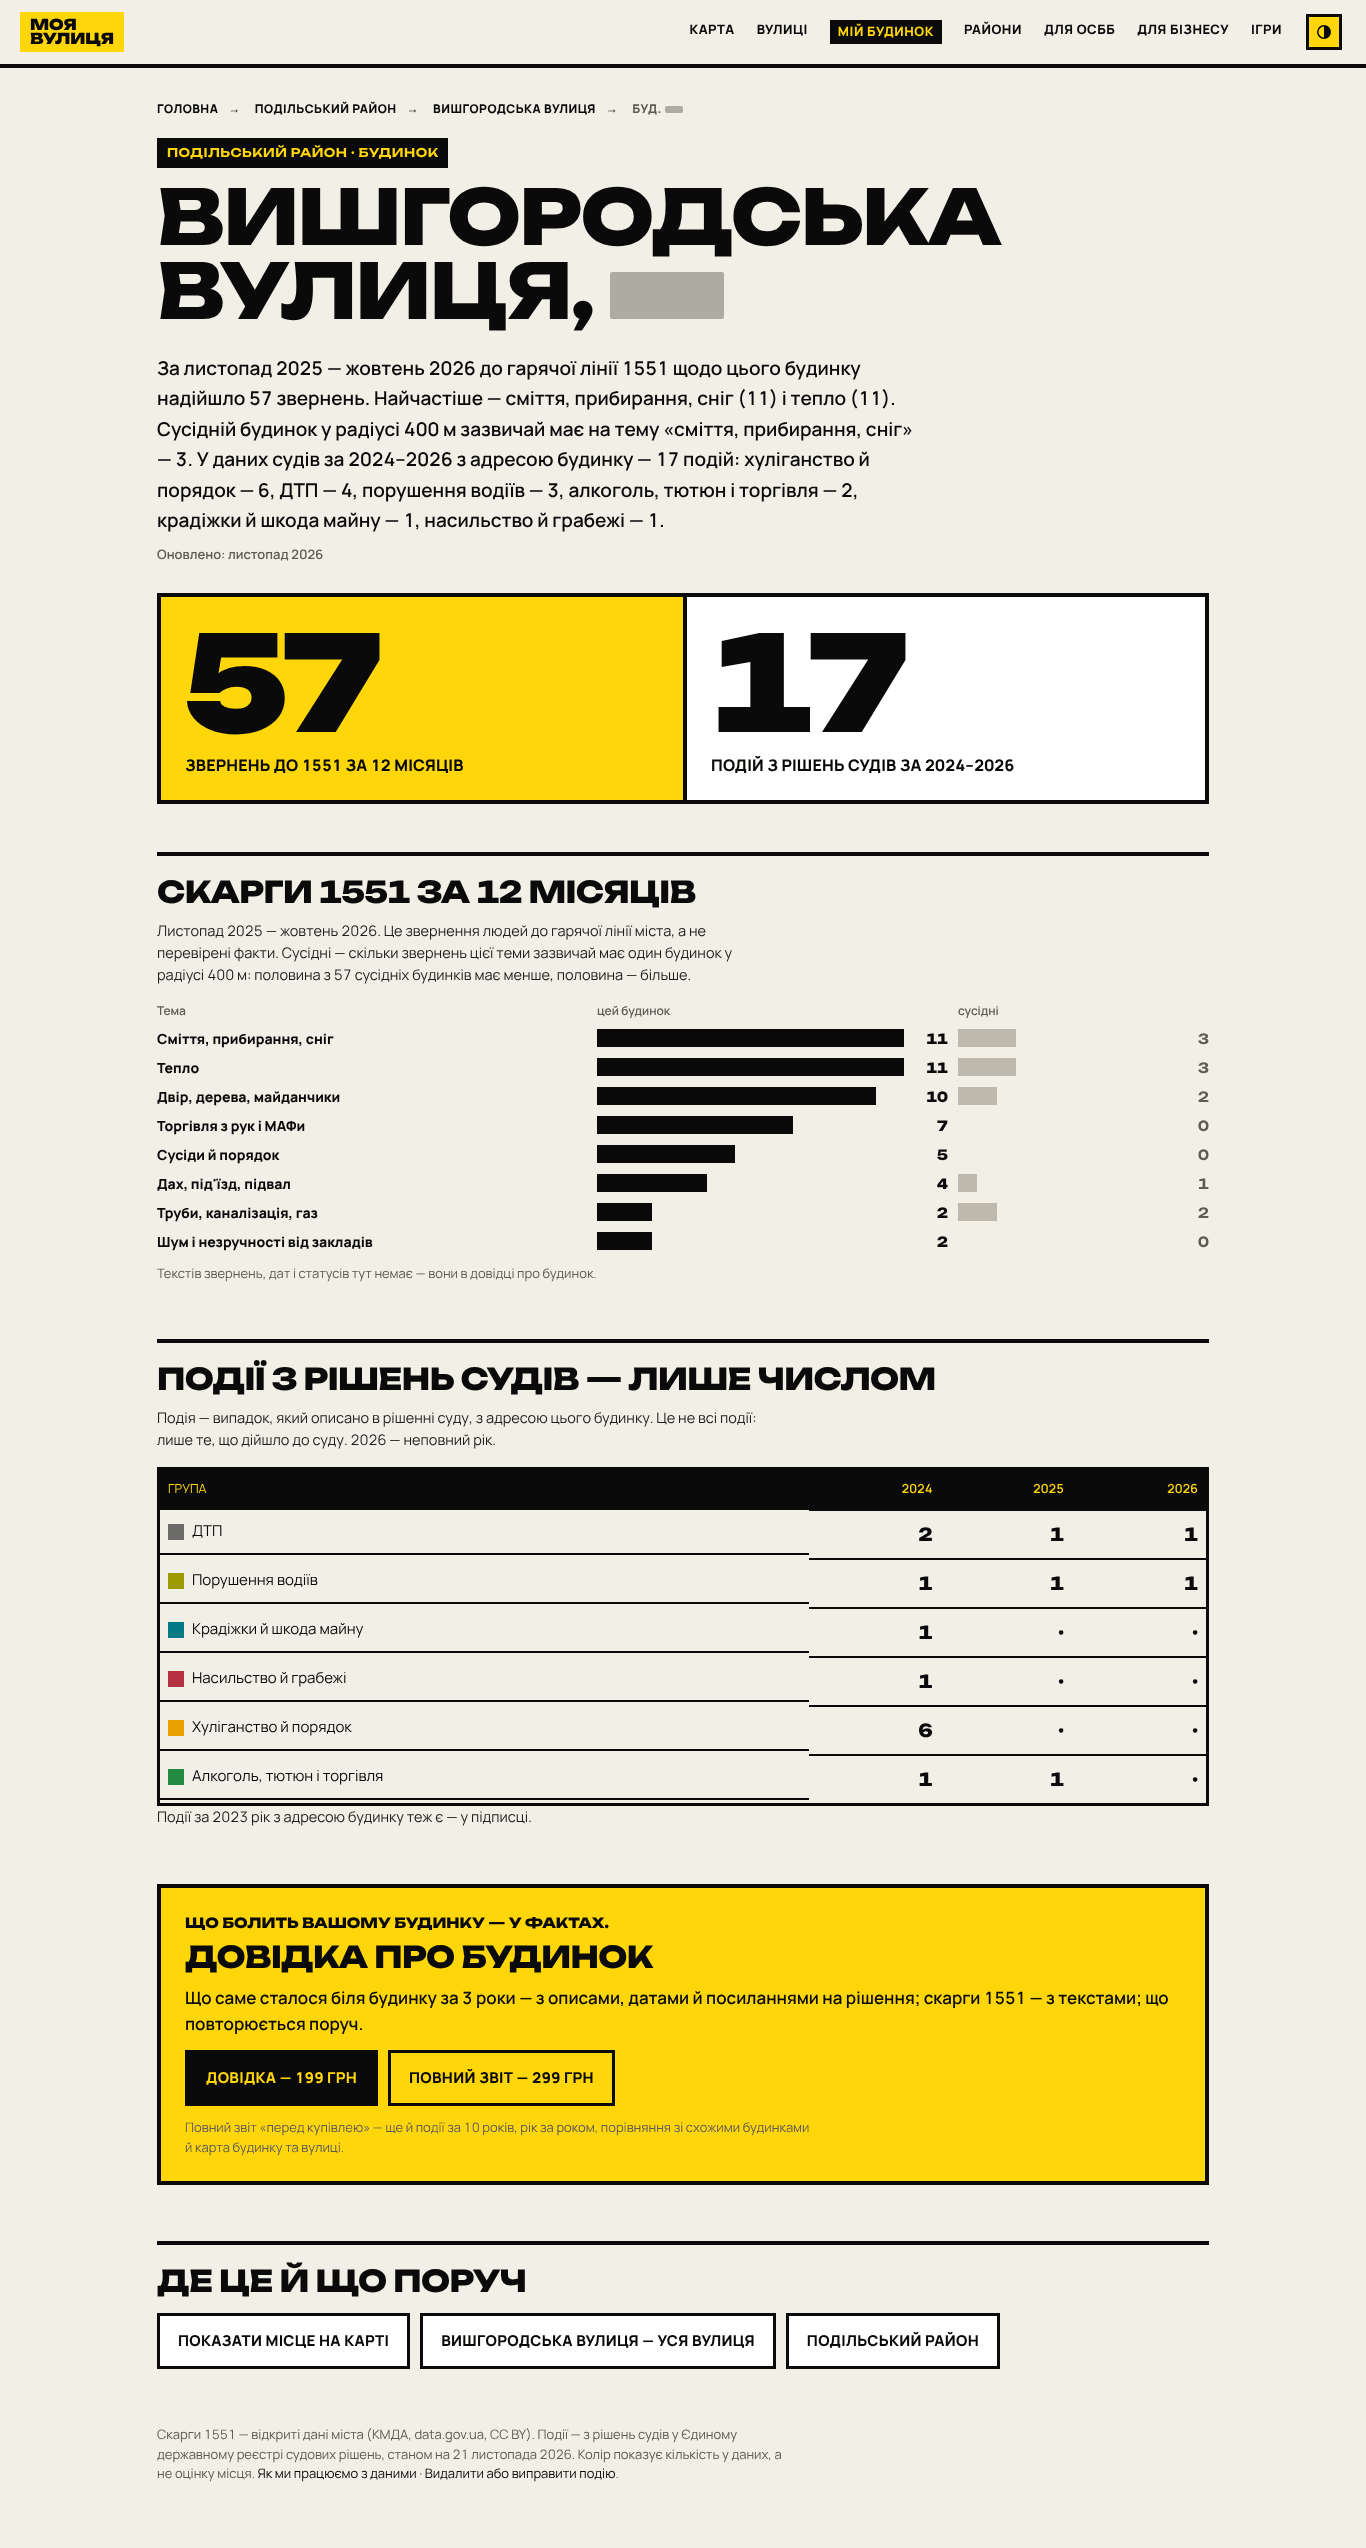 МОЯ
ВУЛИЦЯ
КАРТА ВУЛИЦІ МІЙ БУДИНОК РАЙОНИ ДЛЯ ОСББ ДЛЯ БІЗНЕСУ ІГРИ
ГОЛОВНА → ПОДІЛЬСЬКИЙ РАЙОН → ВИШГОРОДСЬКА ВУЛИЦЯ → БУД.
ПОДІЛЬСЬКИЙ РАЙОН · БУДИНОК
ВИШГОРОДСЬКА
ВУЛИЦЯ,
За листопад 2025 — жовтень 2026 до гарячої лінії 1551 щодо цього будинку
надійшло 57 звернень. Найчастіше — сміття, прибирання, сніг (11) і тепло (11).
Сусідній будинок у радіусі 400 м зазвичай має на тему «сміття, прибирання, сніг»
— 3. У даних судів за 2024–2026 з адресою будинку — 17 подій: хуліганство й
порядок — 6, ДТП — 4, порушення водіїв — 3, алкоголь, тютюн і торгівля — 2,
крадіжки й шкода майну — 1, насильство й грабежі — 1.
Оновлено: листопад 2026
57
ЗВЕРНЕНЬ ДО 1551 ЗА 12 МІСЯЦІВ
17
ПОДІЙ З РІШЕНЬ СУДІВ ЗА 2024–2026
СКАРГИ 1551 ЗА 12 МІСЯЦІВ
Листопад 2025 — жовтень 2026. Це звернення людей до гарячої лінії міста, а не
перевірені факти. Сусідні — скільки звернень цієї теми зазвичай має один будинок у
радіусі 400 м: половина з 57 сусідніх будинків має менше, половина — більше.
Тема цей будинок сусідні
Сміття, прибирання, сніг 11 3
Тепло 11 3
Двір, дерева, майданчики 10 2
Торгівля з рук і МАФи 7 0
Сусіди й порядок 5 0
Дах, під'їзд, підвал 4 1
Труби, каналізація, газ 2 2
Шум і незручності від закладів 2 0
Текстів звернень, дат і статусів тут немає — вони в довідці про будинок.
ПОДІЇ З РІШЕНЬ СУДІВ — ЛИШЕ ЧИСЛОМ
Подія — випадок, який описано в рішенні суду, з адресою цього будинку. Це не всі події:
лише те, що дійшло до суду. 2026 — неповний рік.
ГРУПА 2024 2025 2026
ДТП 2 1 1
Порушення водіїв 1 1 1
Крадіжки й шкода майну 1 • •
Насильство й грабежі 1 • •
Хуліганство й порядок 6 • •
Алкоголь, тютюн і торгівля 1 1 •
Події за 2023 рік з адресою будинку теж є — у підписці.
ЩО БОЛИТЬ ВАШОМУ БУДИНКУ — У ФАКТАХ.
ДОВІДКА ПРО БУДИНОК
Що саме сталося біля будинку за 3 роки — з описами, датами й посиланнями на рішення; скарги 1551 — з текстами; що
повторюється поруч.
ДОВІДКА — 199 ГРН ПОВНИЙ ЗВІТ — 299 ГРН
Повний звіт «перед купівлею» — ще й події за 10 років, рік за роком, порівняння зі схожими будинками
й карта будинку та вулиці.
ДЕ ЦЕ Й ЩО ПОРУЧ
ПОКАЗАТИ МІСЦЕ НА КАРТІ ВИШГОРОДСЬКА ВУЛИЦЯ — УСЯ ВУЛИЦЯ ПОДІЛЬСЬКИЙ РАЙОН
Скарги 1551 — відкриті дані міста (КМДА, data.gov.ua, CC BY). Події — з рішень судів у Єдиному
державному реєстрі судових рішень, станом на 21 листопада 2026. Колір показує кількість у даних, а
не оцінку місця. Як ми працюємо з даними · Видалити або виправити подію.